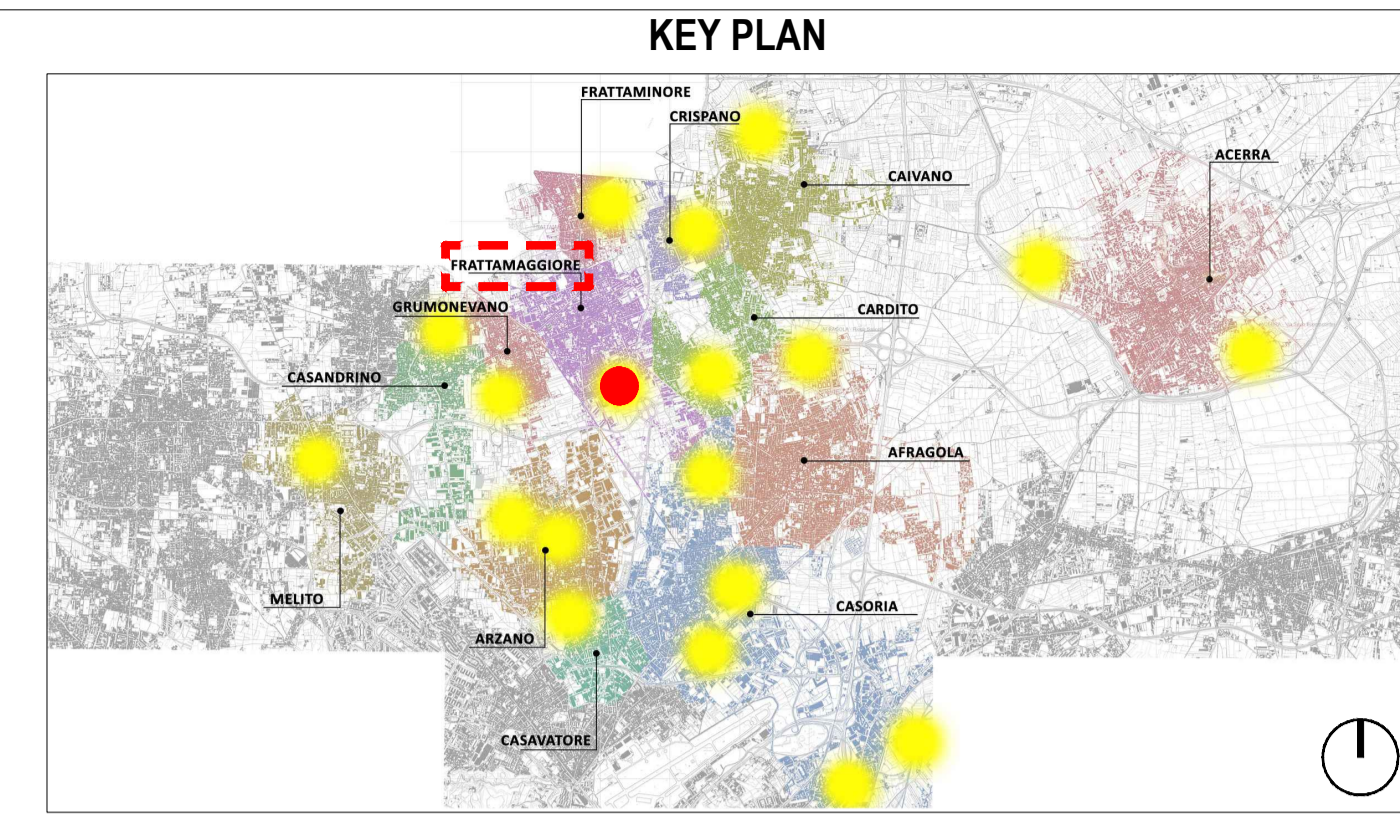 KEY PLAN
FRATTAMINORE
CRISPANO
ACERRA
CAIVANO
FRATTAMAGGIORE
GRUMONEVANO
CARDITO
CASANDRINO
AFRAGOLA
MELITO
CASORIA
ARZANO
CASAVATORE